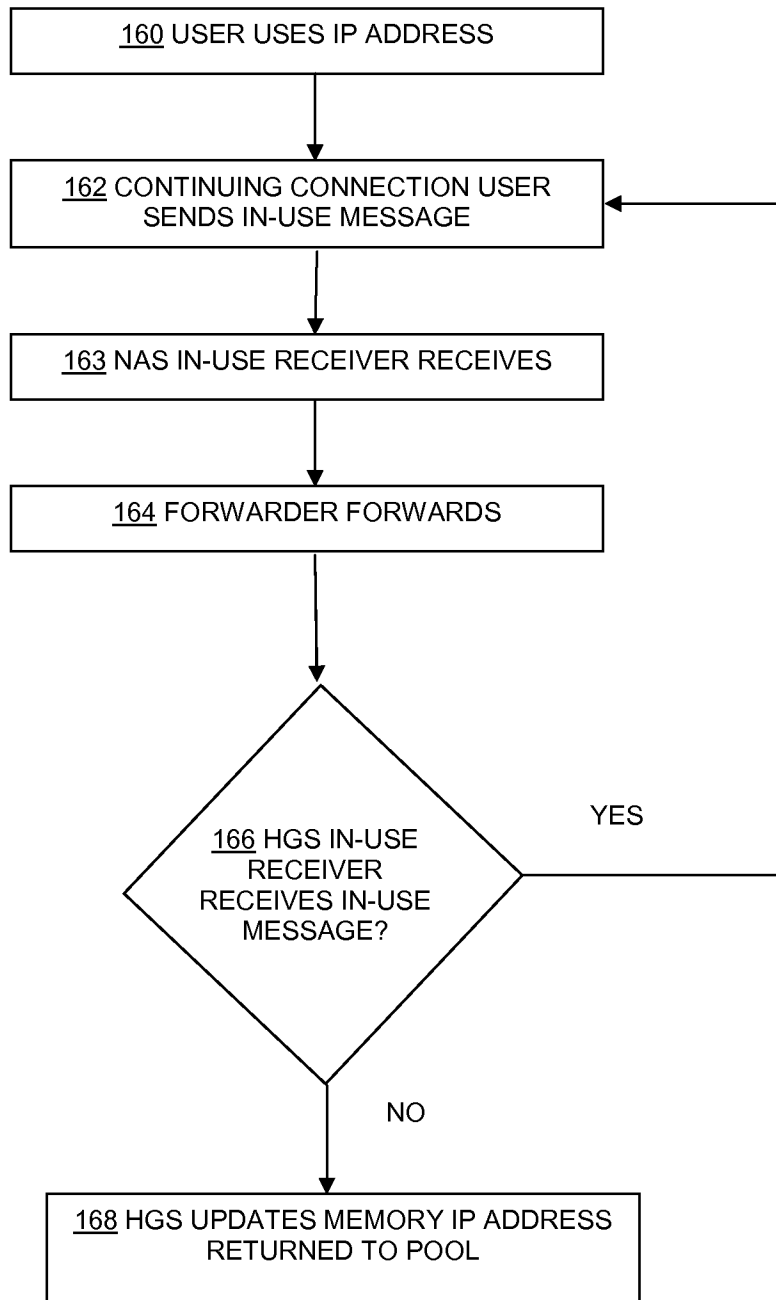 160 USER USES IP ADDRESS
162 CONTINUING CONNECTION USER
SENDS IN-USE MESSAGE
163 NAS IN-USE RECEIVER RECEIVES
164 FORWARDER FORWARDS
166 HGS IN-USE
RECEIVER
RECEIVES IN-USE
MESSAGE?
YES
NO
168 HGS UPDATES MEMORY IP ADDRESS
RETURNED TO POOL